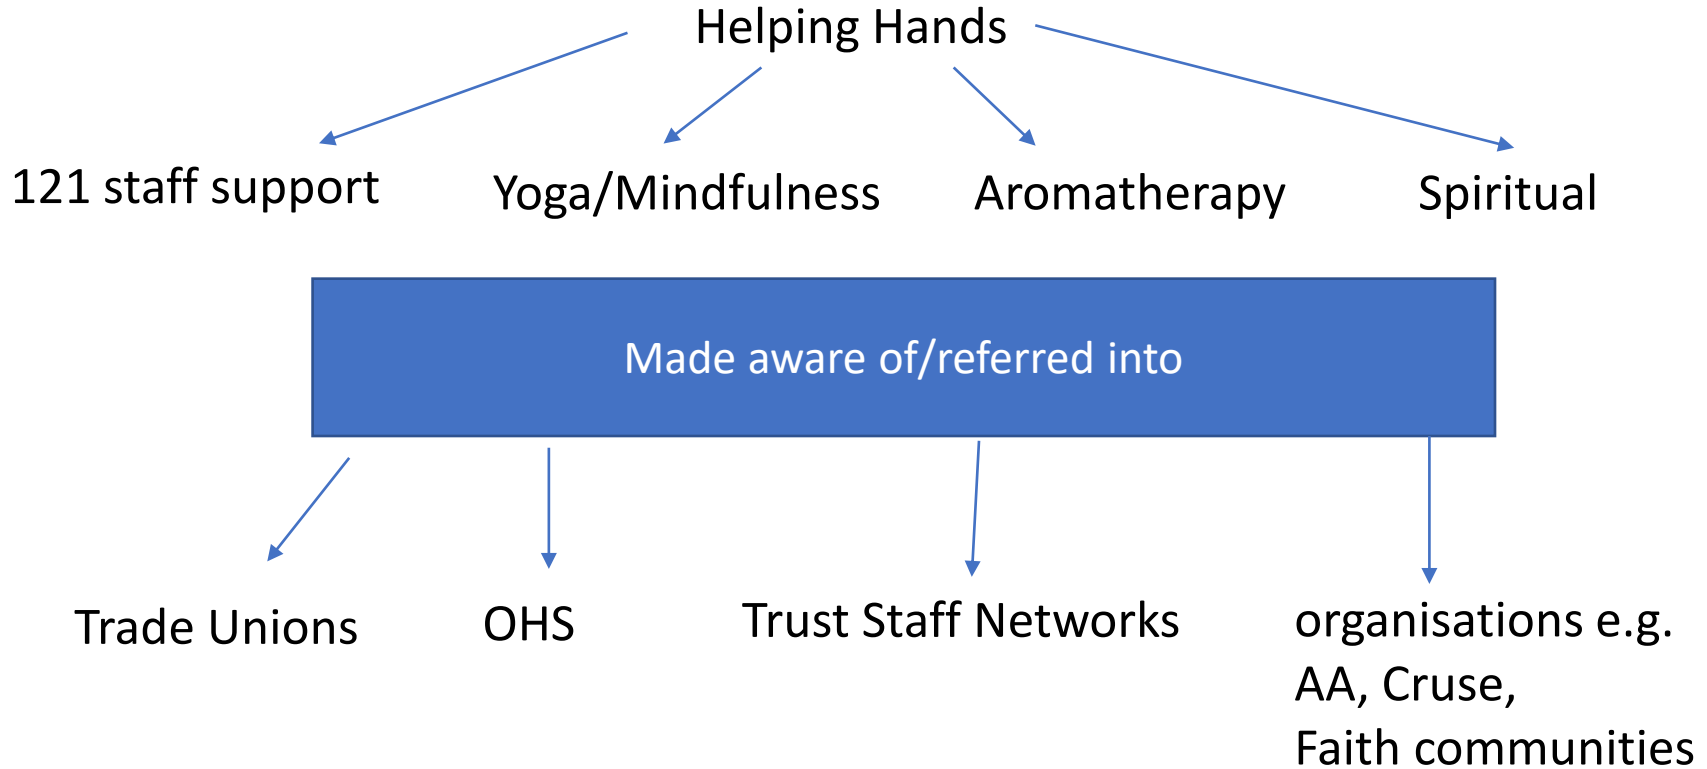 Helping Hands
121 staff support
Yoga/Mindfulness
Aromatherapy
Spiritual
Made aware of/referred into
Trade Unions
OHS
Trust Staff Networks
organisations e.g.
AA, Cruse,
Faith communities